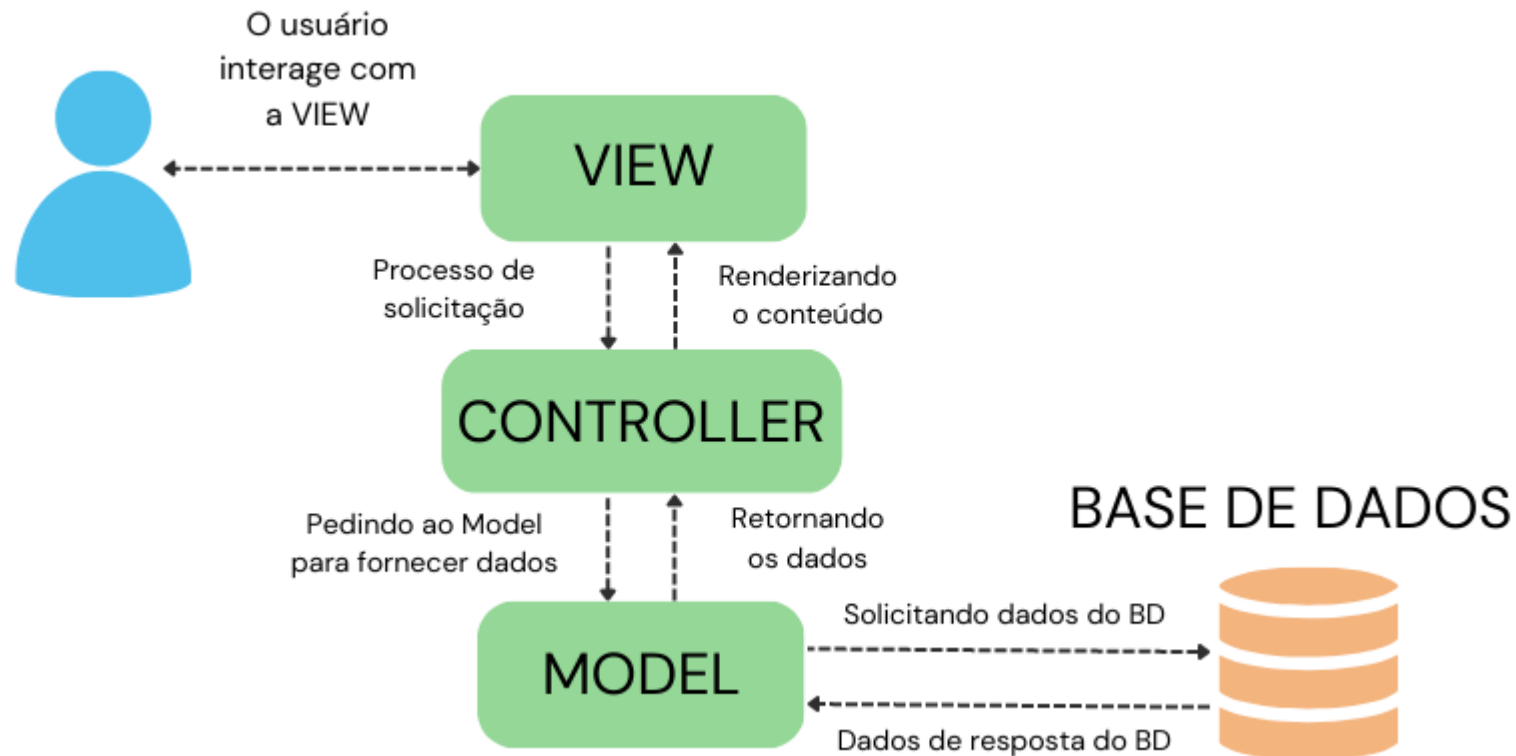 O usuário
interage com
a VIEW
VIEW
Processo de
solicitação
Renderizando
o conteúdo
CONTROLLER
Pedindo ao Model
para fornecer dados
Retornando
os dados
BASE DE DADOS
MODEL
Solicitando dados do BD
Dados de resposta do BD